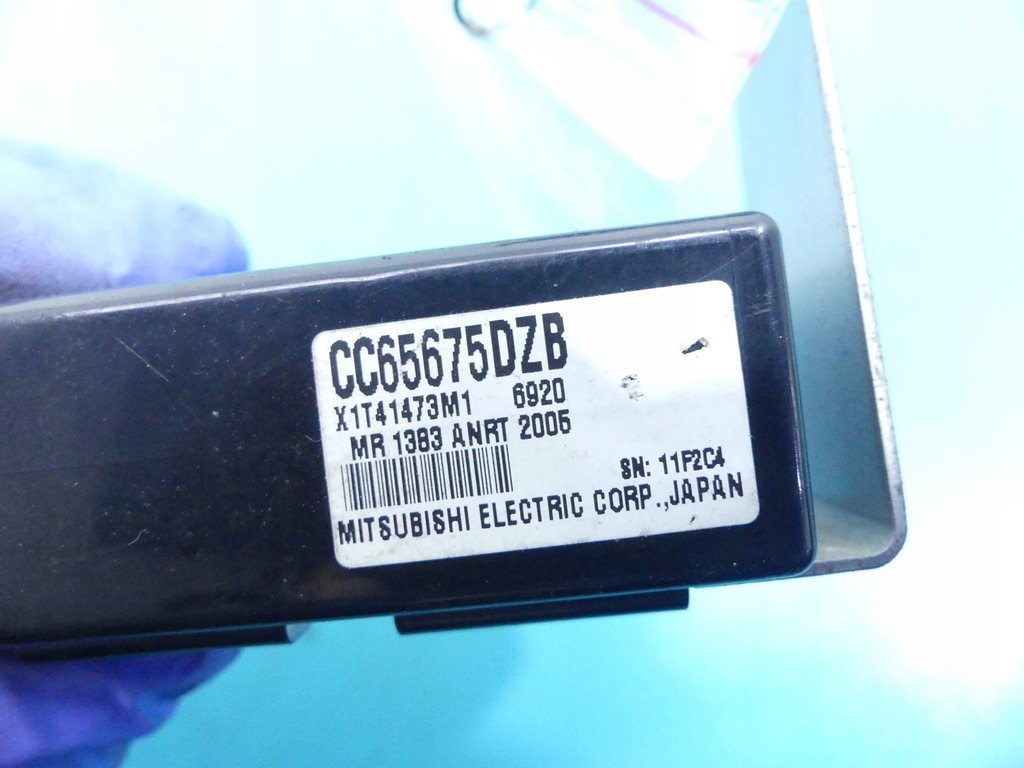 CC65675DZB
X1T41473M1 6920
MR 1383 ANRT 2005
SN: 11F2C4
MITSUBISHI ELECTRIC CORP.,JAPAN